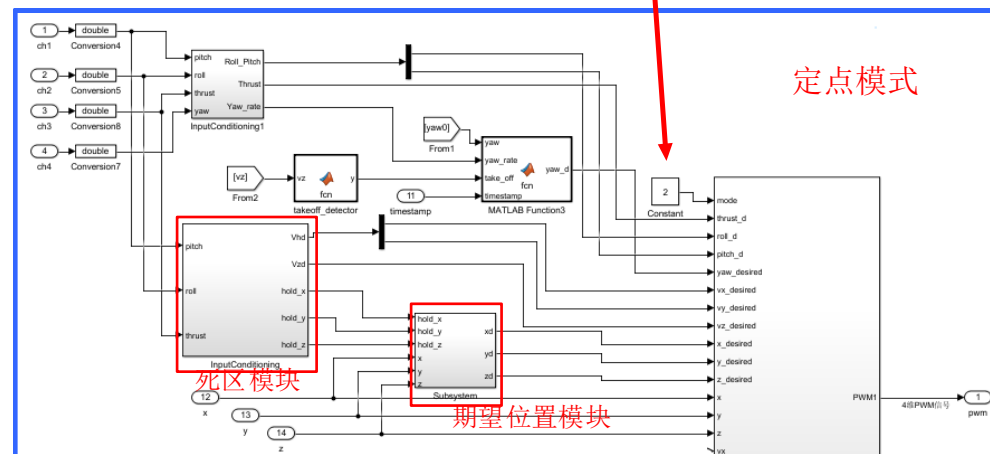 1
ch1
double
Conversion4
2
ch2
double
Conversion5
3
ch3
double
Conversion8
4
ch4
double
Conversion7
pitch
roll
thrust
yaw
Roll_Pitch
Thrust
Yaw_rate
InputConditioning1
定点模式
[yaw0]
From1
[vz]
From2
vz
y
fcn
takeoff_detector
11
timestamp
yaw
yaw_rate
take_off
timestamp
fcn
yaw_d
MATLAB Function3
2
Constant
pitch
roll
thrust
Vhd
Vzd
hold_x
hold_y
hold_z
InputConditioning
死区模块
hold_x
hold_y
hold_z
x
y
z
xd
yd
zd
Subsystem
期望位置模块
12
x
13
y
14
z
mode
thrust_d
roll_d
pitch_d
yaw_desired
vx_desired
vy_desired
vz_desired
x_desired
y_desired
z_desired
x
y
z
vx
PWM1
4维PWM信号
1
pwm